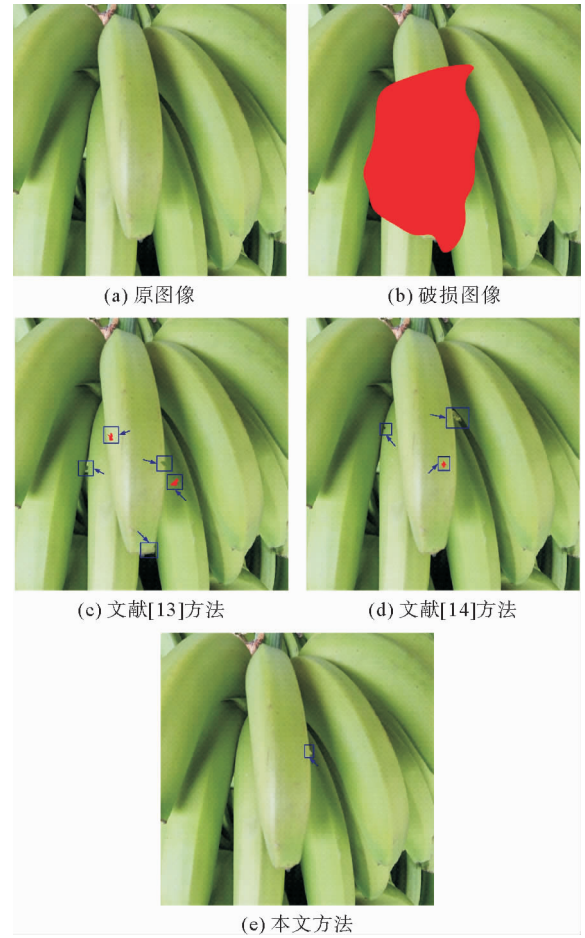 (a) 原图像
(b) 破损图像
(c) 文献[13]方法
(d) 文献[14]方法
(e) 本文方法